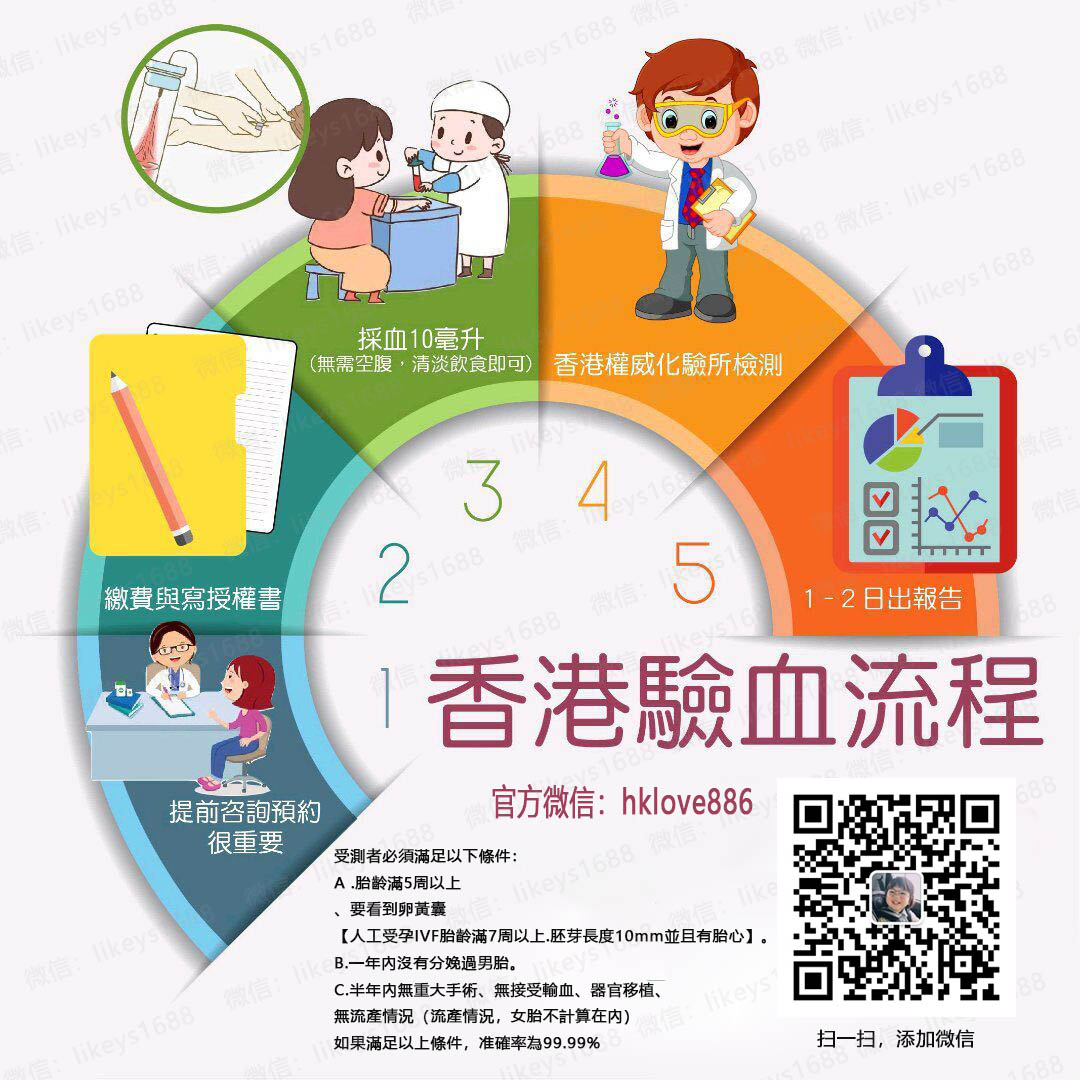 採血10毫升
（無需空腹，清淡飲食即可）
香港權威化驗所檢測
繳費與寫授權書
1-2日出報告
提前咨詢預約
很重要
1
2
3
4
5
香港驗血流程
官方微信：hklove886
受測者必須滿足以下條件：
A .胎齡滿5周以上
、要看到卵黃囊
【人工受孕IVF胎齡滿7周以上.胚芽長度10mm並且有胎心】。
B.一年內沒有分娩過男胎。
C.半年內無重大手術、無接受輸血、器官移植、
無流產情況（流產情況，女胎不計算在內）
如果滿足以上條件，准確率為99.99%
扫一扫，添加微信
微信：likeys1688